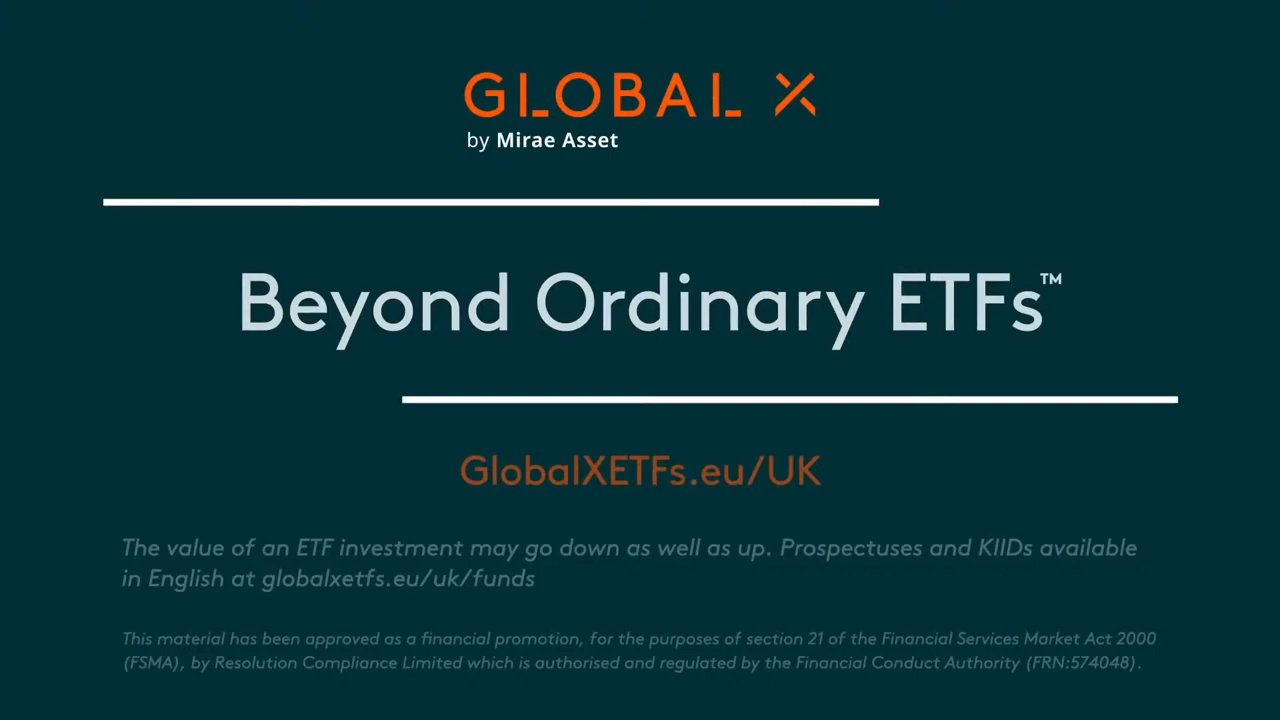 GLOBAL X
by Mirae Asset
Beyond Ordinary ETFs™
GlobalXETFs.eu/UK
The value of an ETF investment may go down as well as up. Prospectuses and KIIDs available
in English at globalxetfs.eu/uk/funds
This material has been approved as a financial promotion, for the purposes of section 21 of the Financial Services Market Act 2000
(FSMA), by Resolution Compliance Limited which is authorised and regulated by the Financial Conduct Authority (FRN:574048).